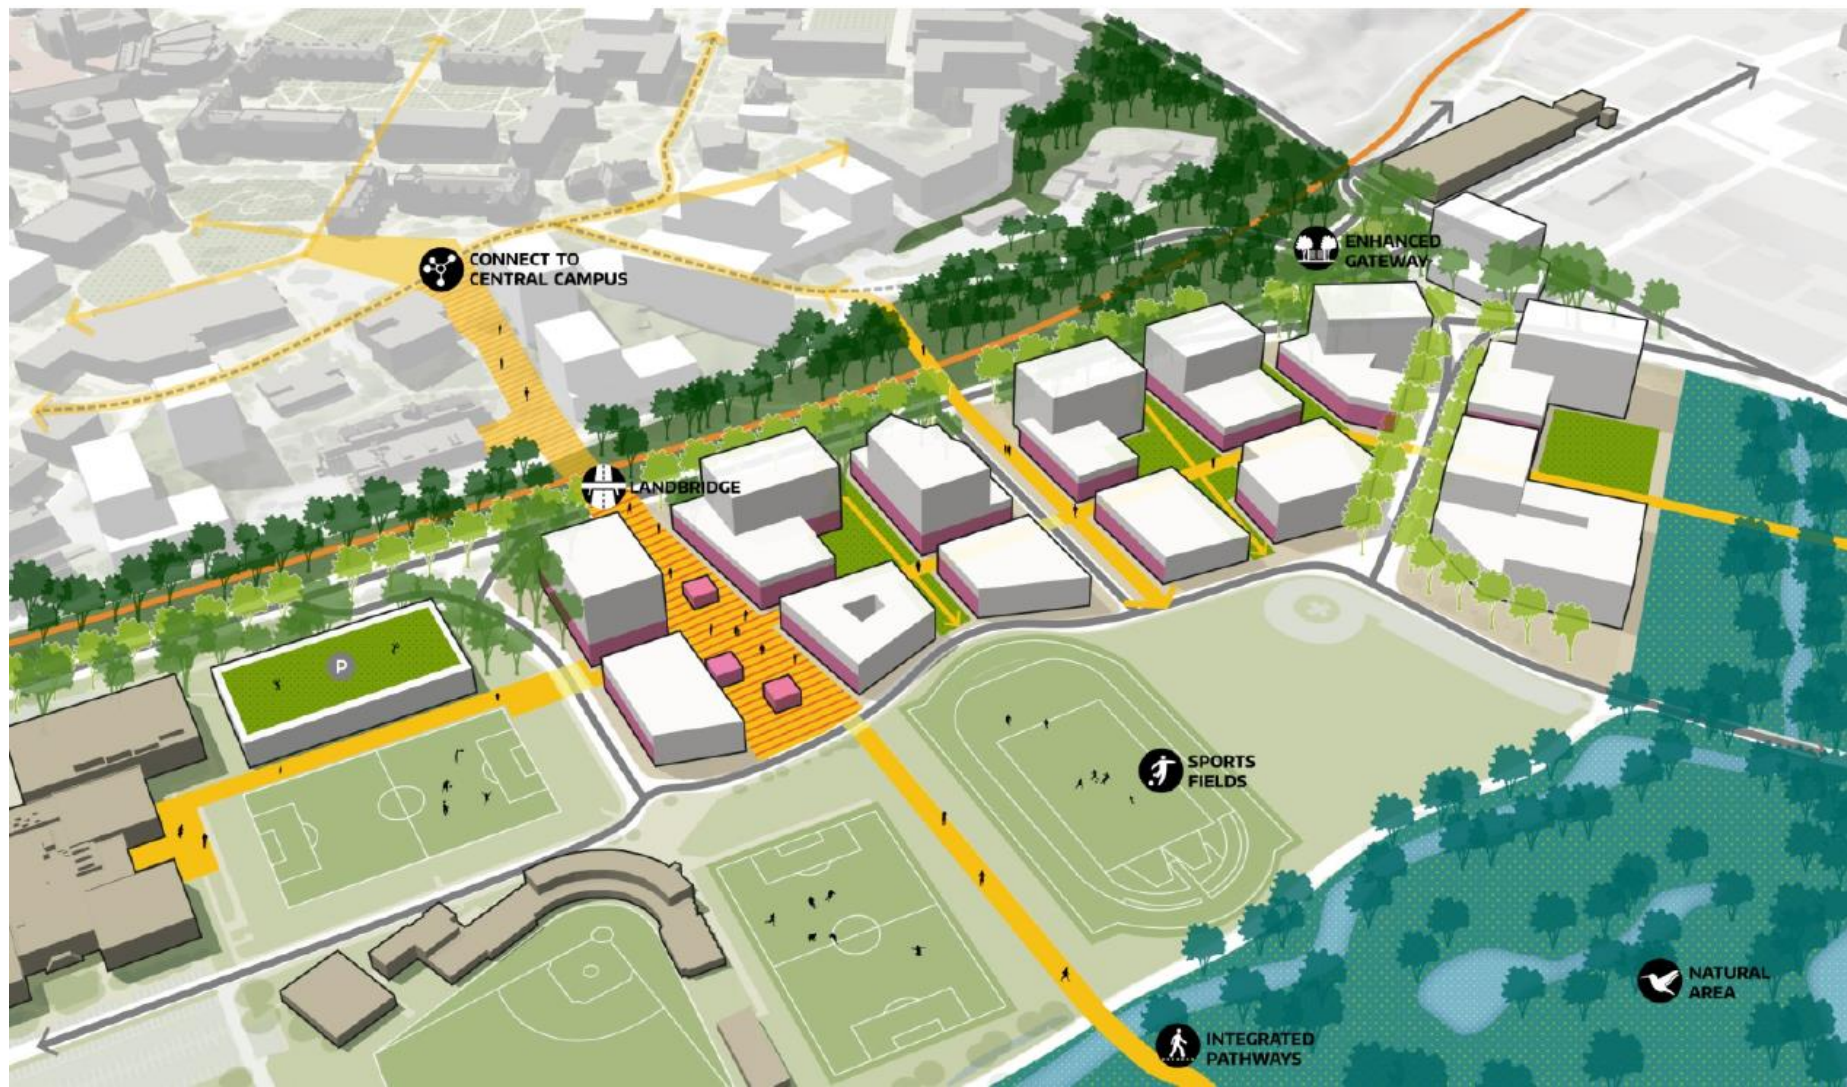 CONNECT TO
CENTRAL CAMPUS
ENHANCED
GATEWAY
LANDBRIDGE
P
SPORTS
FIELDS
NATURAL
AREA
INTEGRATED
PATHWAYS